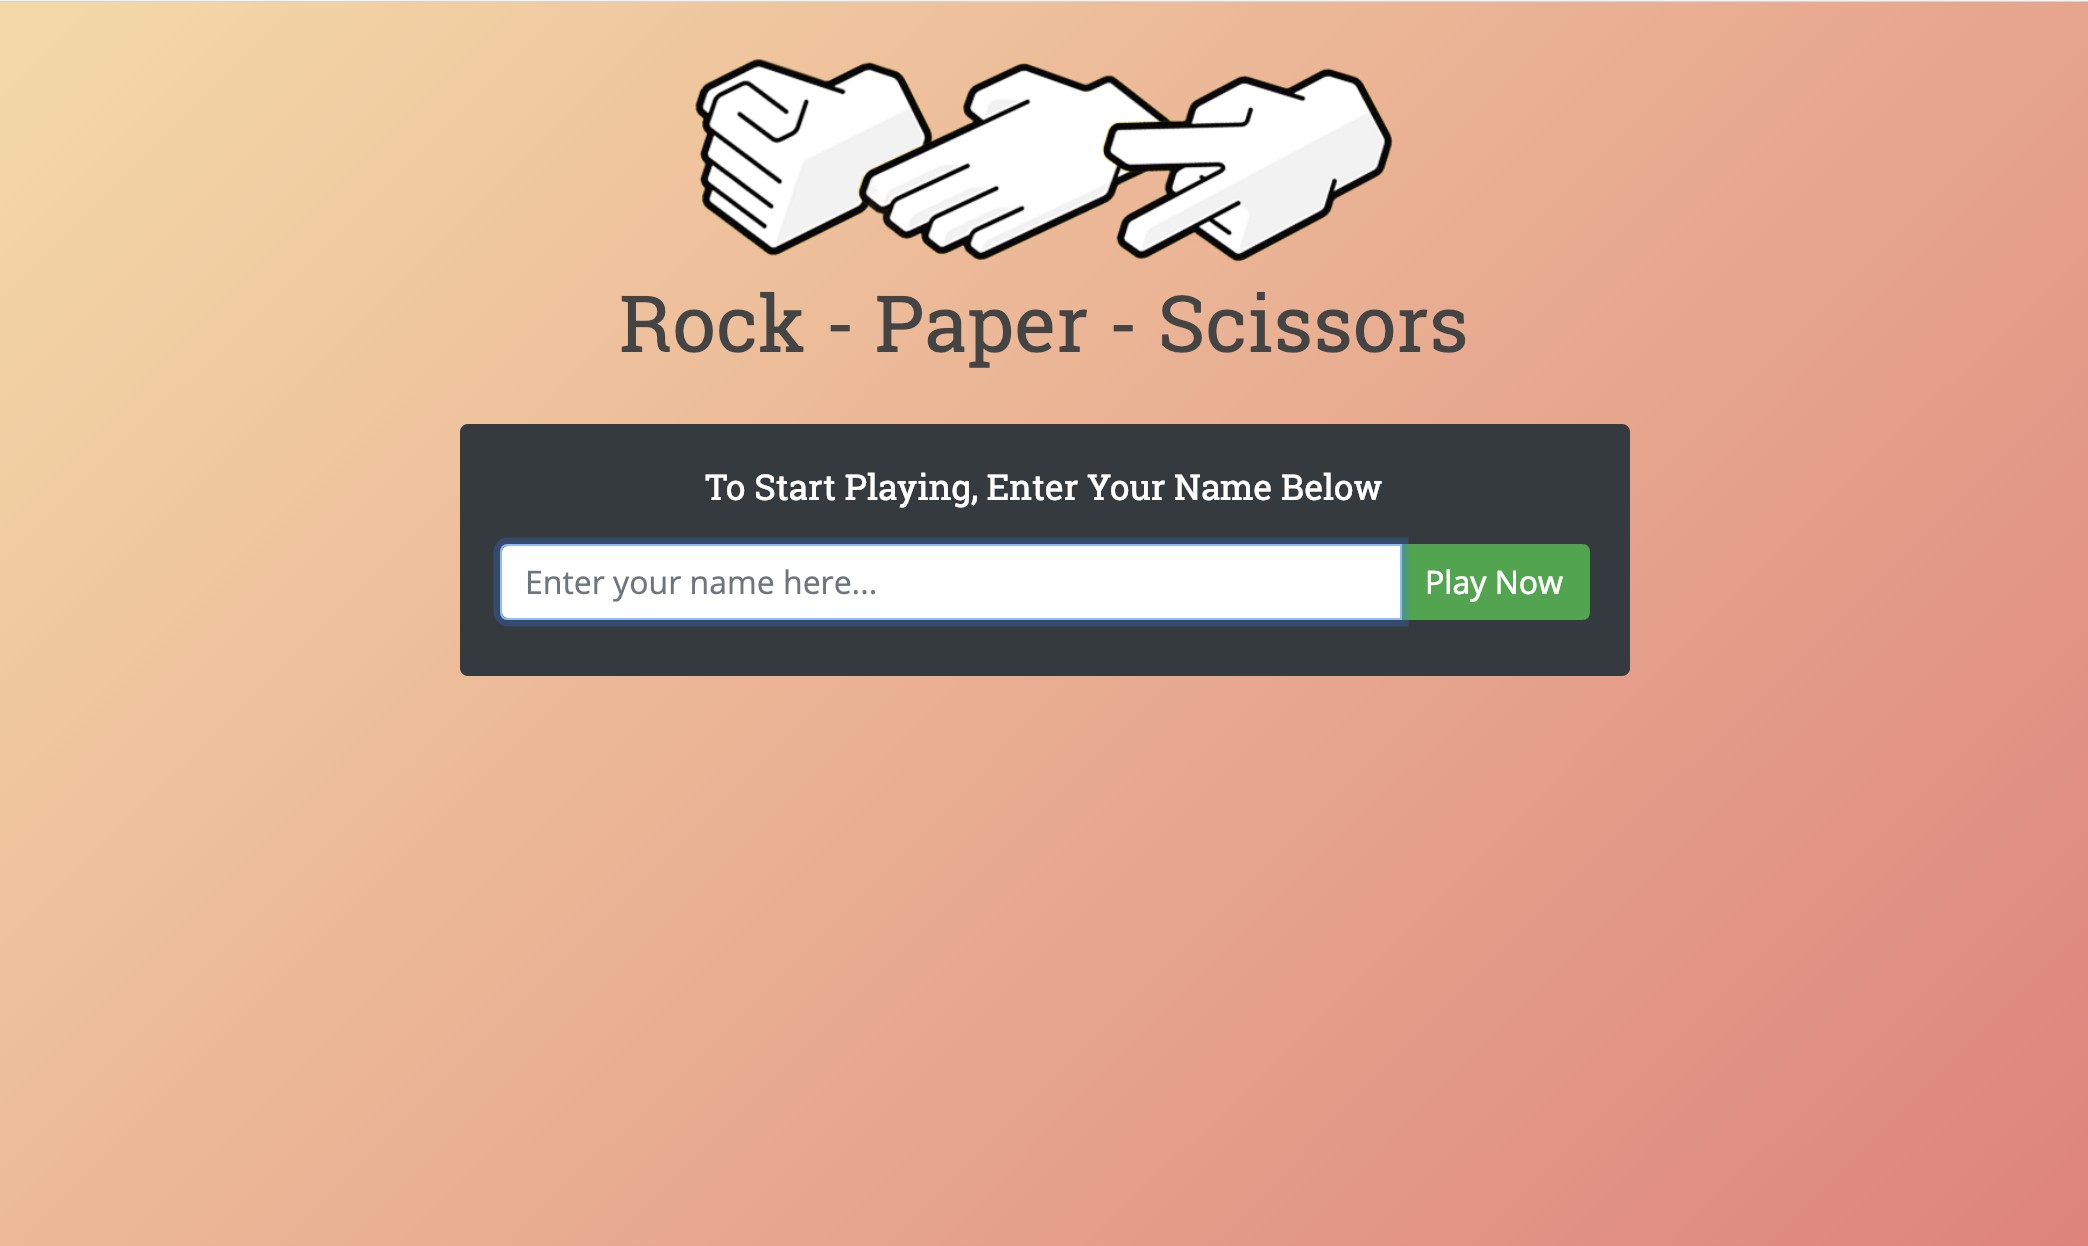 Rock - Paper - Scissors
To Start Playing, Enter Your Name Below
Enter your name here...
Play Now